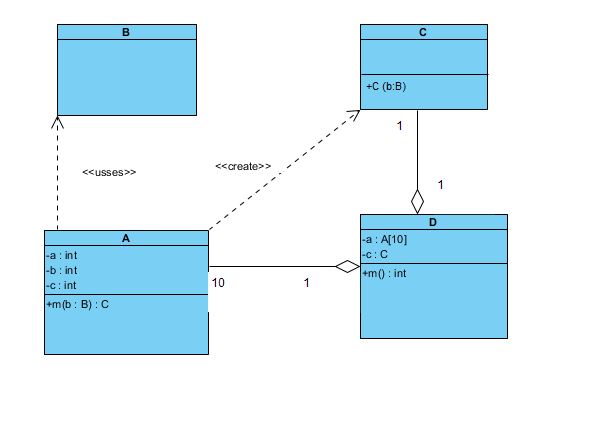 B
C
+C (b:B)
1
<<usses>>
<<create>>
1
A
-a : int
-b : int
-c : int
+m(b : B) : C
10
1
D
-a : A[10]
-c : C
+m() : int